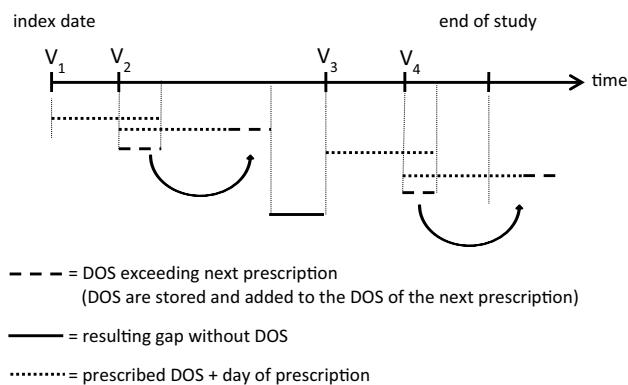 index date
end of study
V1 V2 V3 V4
time
= DOS exceeding next prescription
(DOS are stored and added to the DOS of the next prescription)
= resulting gap without DOS
= prescribed DOS + day of prescription